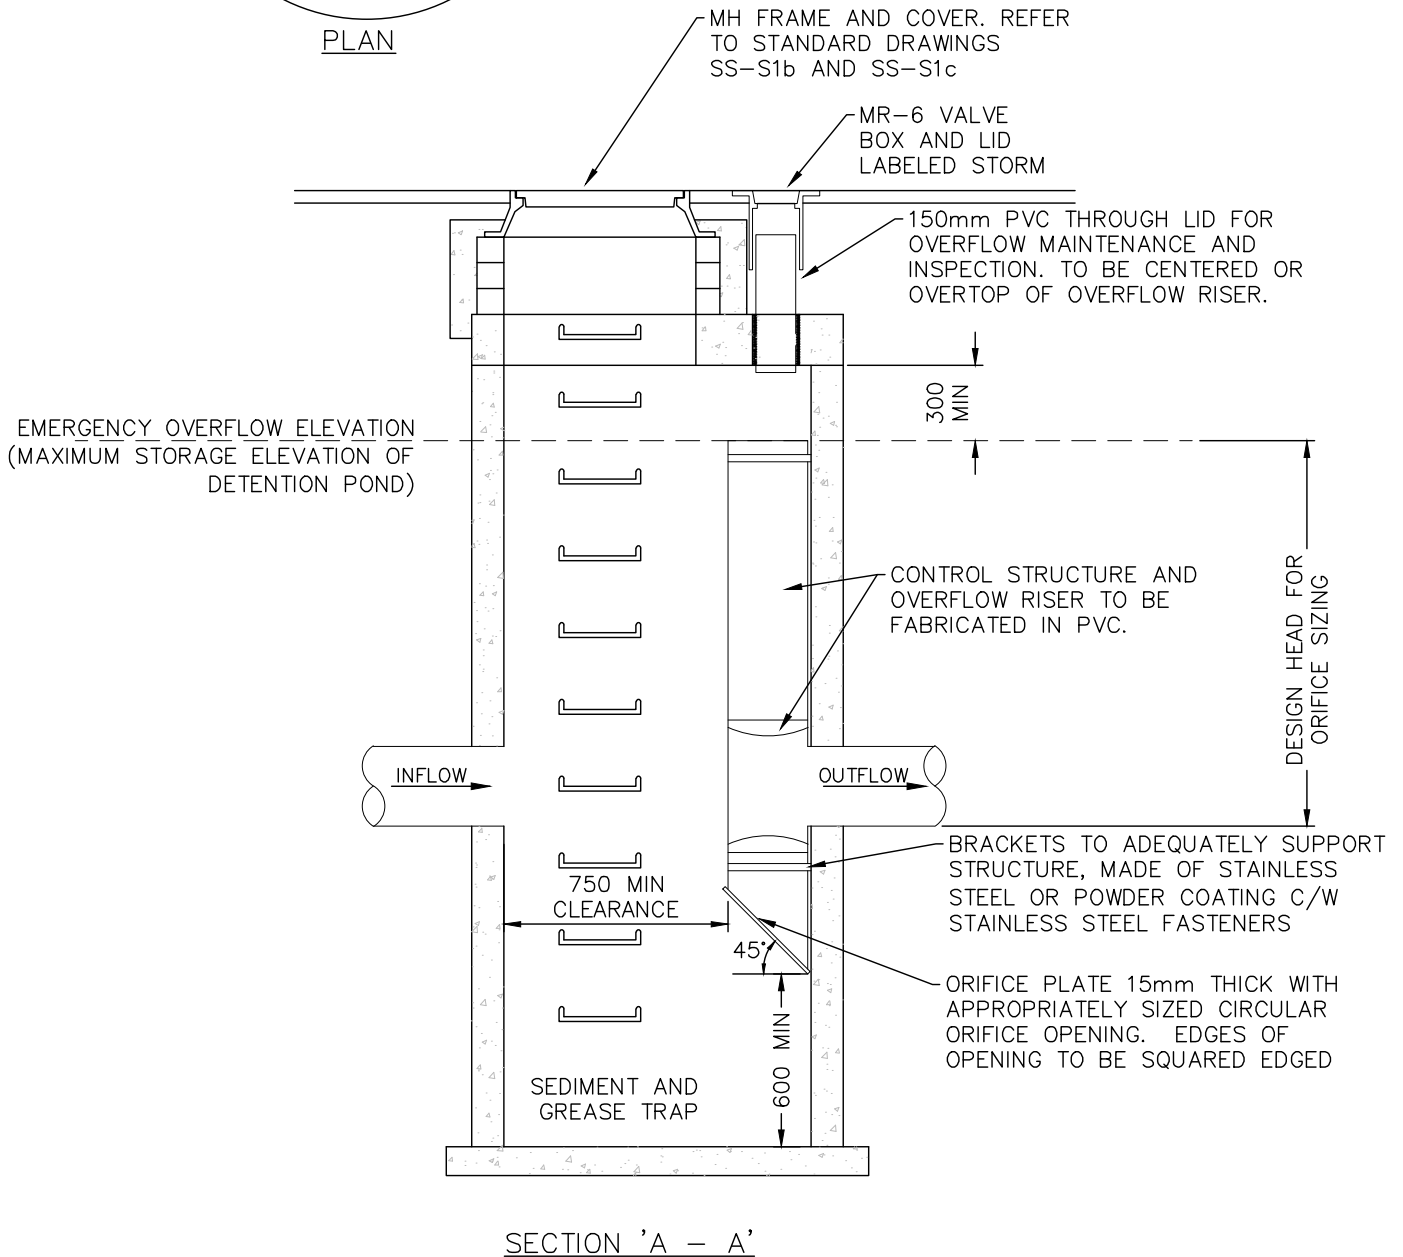 PLAN
MH FRAME AND COVER. REFER
TO STANDARD DRAWINGS
SS-S1b AND SS-S1c
MR-6 VALVE
BOX AND LID
LABELED STORM
150mm PVC THROUGH LID FOR
OVERFLOW MAINTENANCE AND
INSPECTION. TO BE CENTERED OR
OVERTOP OF OVERFLOW RISER.
300
MIN
EMERGENCY OVERFLOW ELEVATION
(MAXIMUM STORAGE ELEVATION OF
DETENTION POND)
CONTROL STRUCTURE AND
OVERFLOW RISER TO BE
FABRICATED IN PVC.
DESIGN HEAD FOR
ORIFICE SIZING
INFLOW
OUTFLOW
BRACKETS TO ADEQUATELY SUPPORT
STRUCTURE, MADE OF STAINLESS
STEEL OR POWDER COATING C/W
STAINLESS STEEL FASTENERS
750 MIN
CLEARANCE
45°
ORIFICE PLATE 15mm THICK WITH
APPROPRIATELY SIZED CIRCULAR
ORIFICE OPENING. EDGES OF
OPENING TO BE SQUARED EDGED
600 MIN
SEDIMENT AND
GREASE TRAP
SECTION 'A - A'